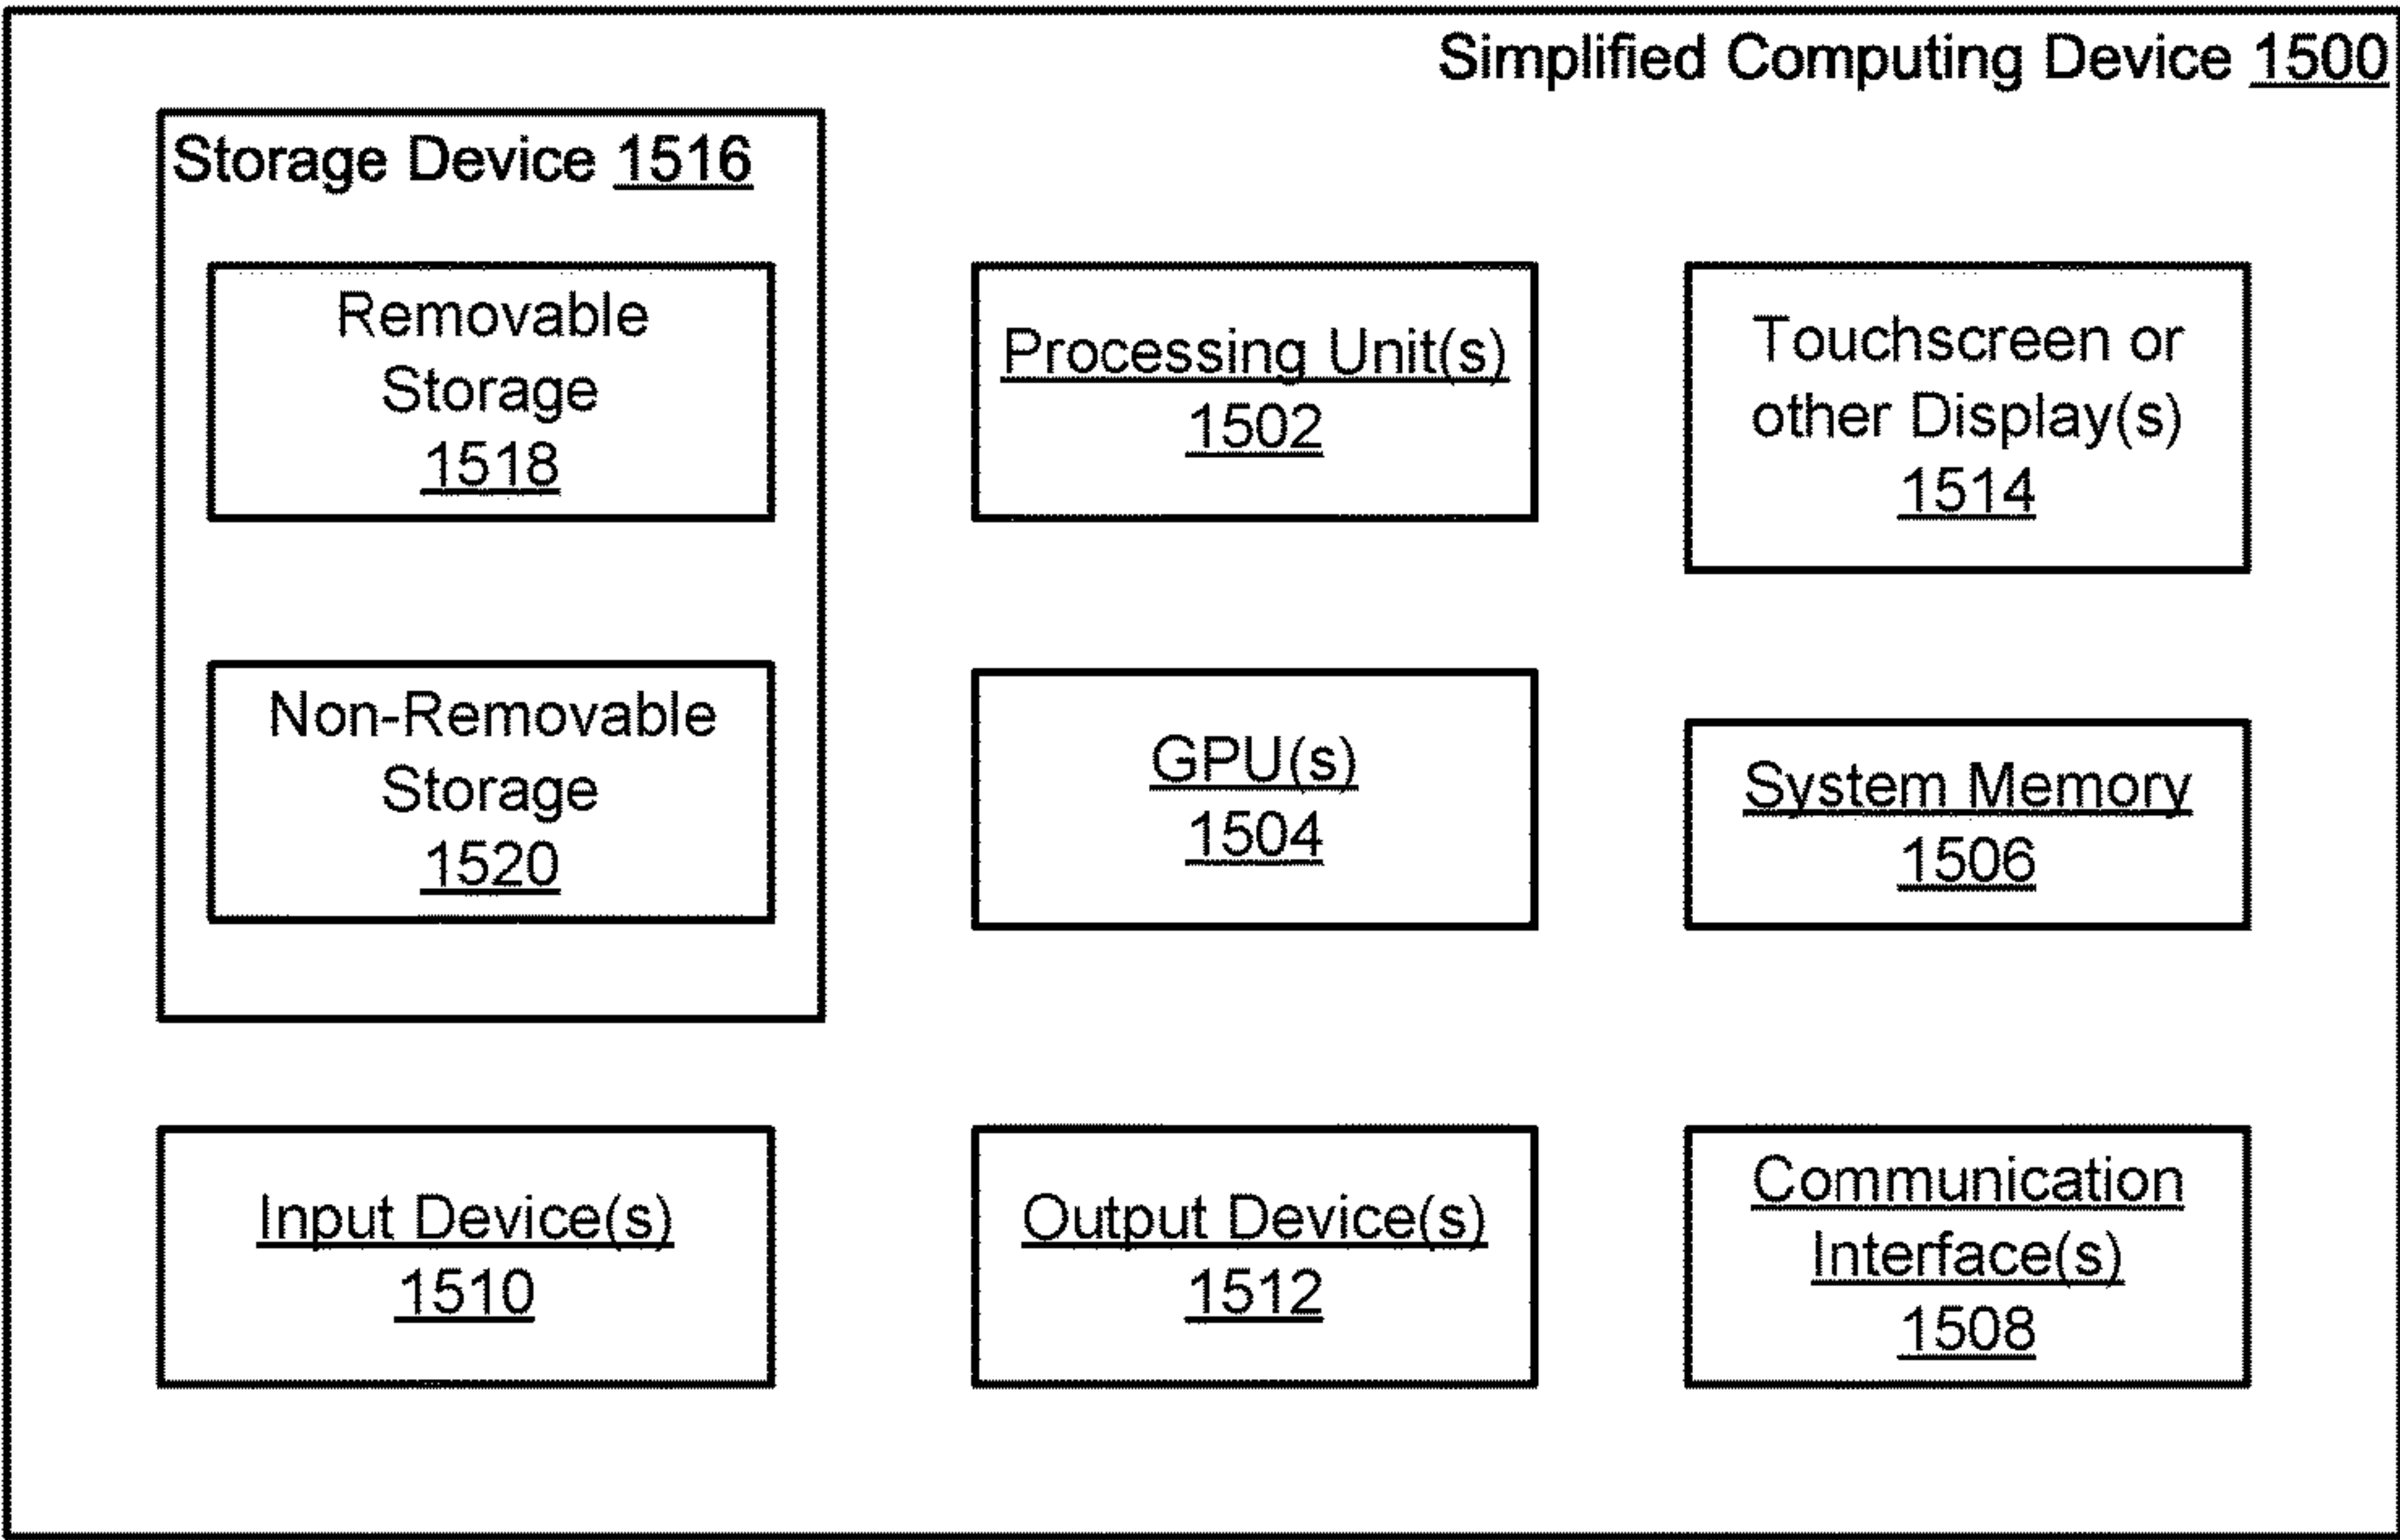 Simplified Computing Device 1500
Storage Device 1516
Removable
Storage
1518
Processing Unit(s)
1502
Touchscreen or
other Display(s)
1514
Non-Removable
Storage
1520
GPU(s)
1504
System Memory
1506
Input Device(s)
1510
Output Device(s)
1512
Communication
Interface(s)
1508